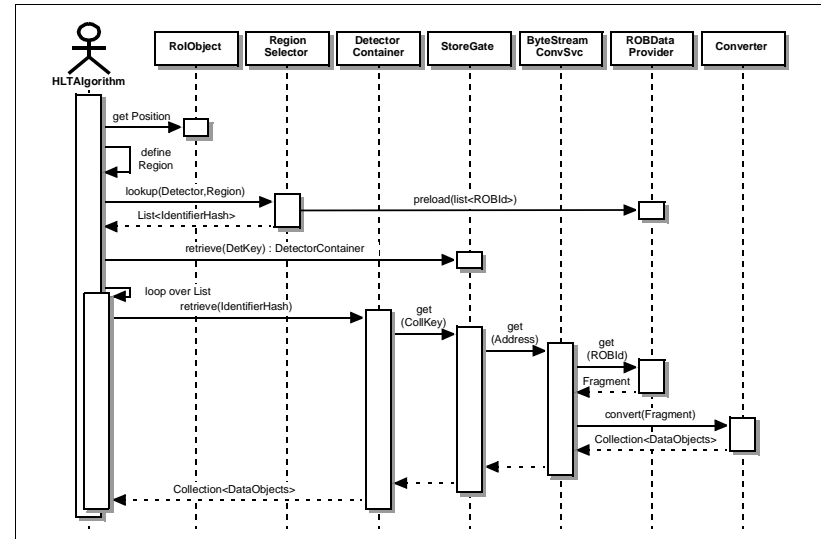 RoIObject
Region
Selector
Detector
Container
StoreGate
ByteStream
ConvSvc
ROBData
Provider
Converter
HLTAlgorithm
get Position
define
Region
lookup(Detector,Region)
preload(list<ROBId>)
List<IdentifierHash>
retrieve(DetKey) : DetectorContainer
loop over List
retrieve(IdentifierHash)
get
(CollKey)
get
(Address)
get
(ROBId)
Fragment
convert(Fragment)
Collection<DataObjects>
Collection<DataObjects>